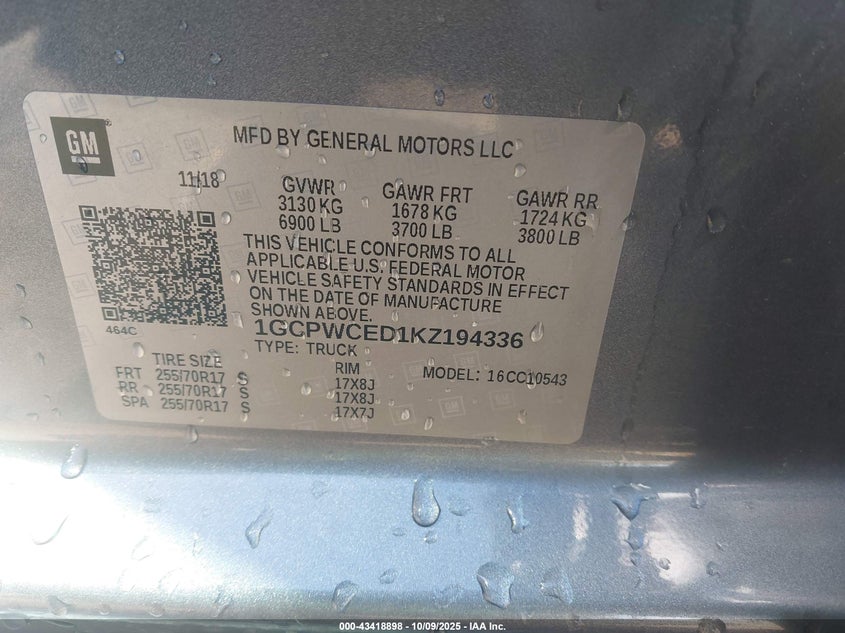 GM
MFD BY GENERAL MOTORS LLC
11/18
GVWR
3130 KG
6900 LB
GAWR FRT
1678 KG
3700 LB
GAWR RR
1724 KG
3800 LB
THIS VEHICLE CONFORMS TO ALL
APPLICABLE U.S. FEDERAL MOTOR
VEHICLE SAFETY STANDARDS IN EFFECT
ON THE DATE OF MANUFACTURE
SHOWN ABOVE.
464C
1GCPWCED1KZ194336
TYPE: TRUCK
MODEL: 16CC10543
TIRE SIZE RIM
FRT 255/70R17 S 17X8J
RR 255/70R17 S 17X8J
SPA 255/70R17 S 17X7J
000-43418898 - 10/09/2025 - IAA Inc.